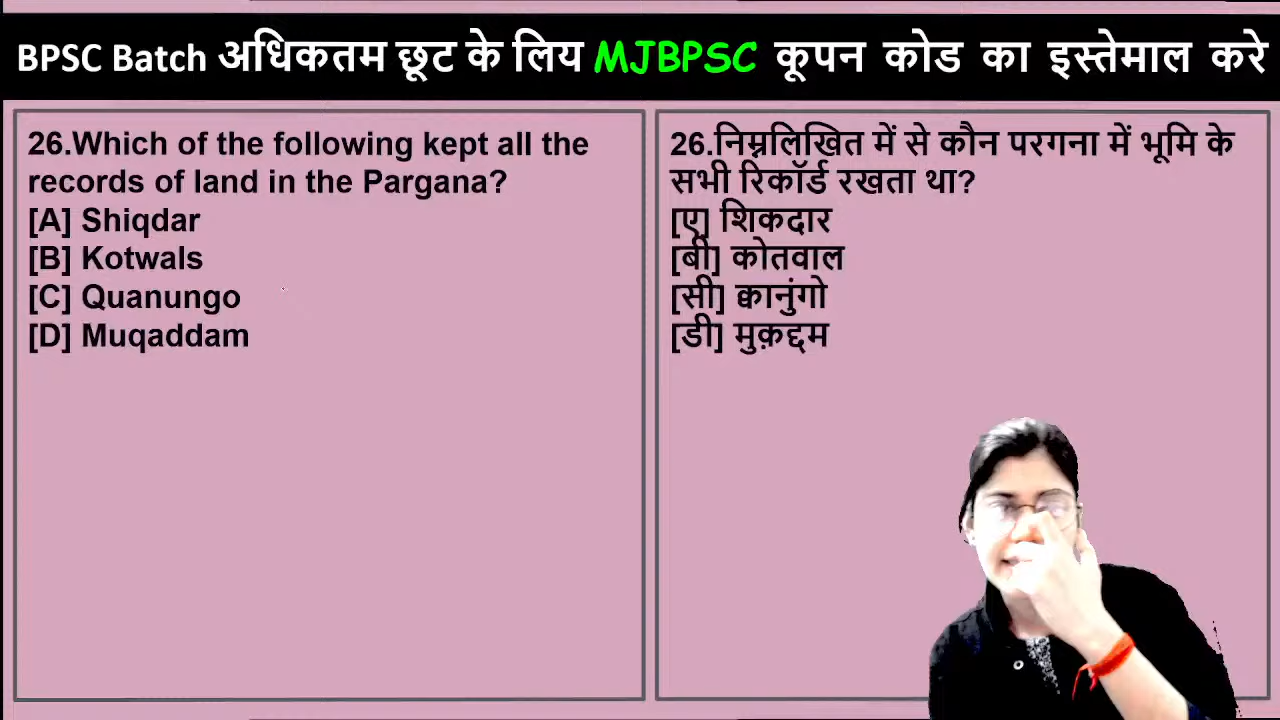 BPSC Batch अधिकतम छूट के लिय MJBPSC कूपन कोड का इस्तेमाल करे
26.Which of the following kept all the
records of land in the Pargana?
[A] Shiqdar
[B] Kotwals
[C] Quanungo
[D] Muqaddam
26.निम्नलिखित में से कौन परगना में भूमि के
सभी रिकॉर्ड रखता था?
[ए] शिकदार
[बी] कोतवाल
[सी] क्वानुंगो
[डी] मुक़द्दम